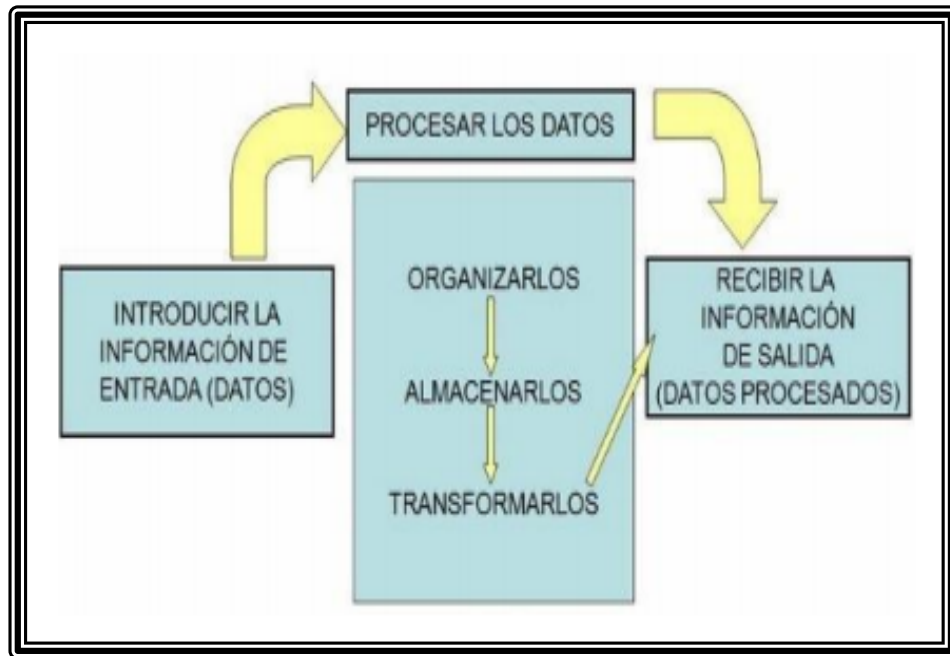 PROCESAR LOS DATOS
INTRODUCIR LA
INFORMACIÓN DE
ENTRADA (DATOS)
ORGANIZARLOS
ALMACENARLOS
TRANSFORMARLOS
RECIBIR LA
INFORMACIÓN
DE SALIDA
(DATOS PROCESADOS)